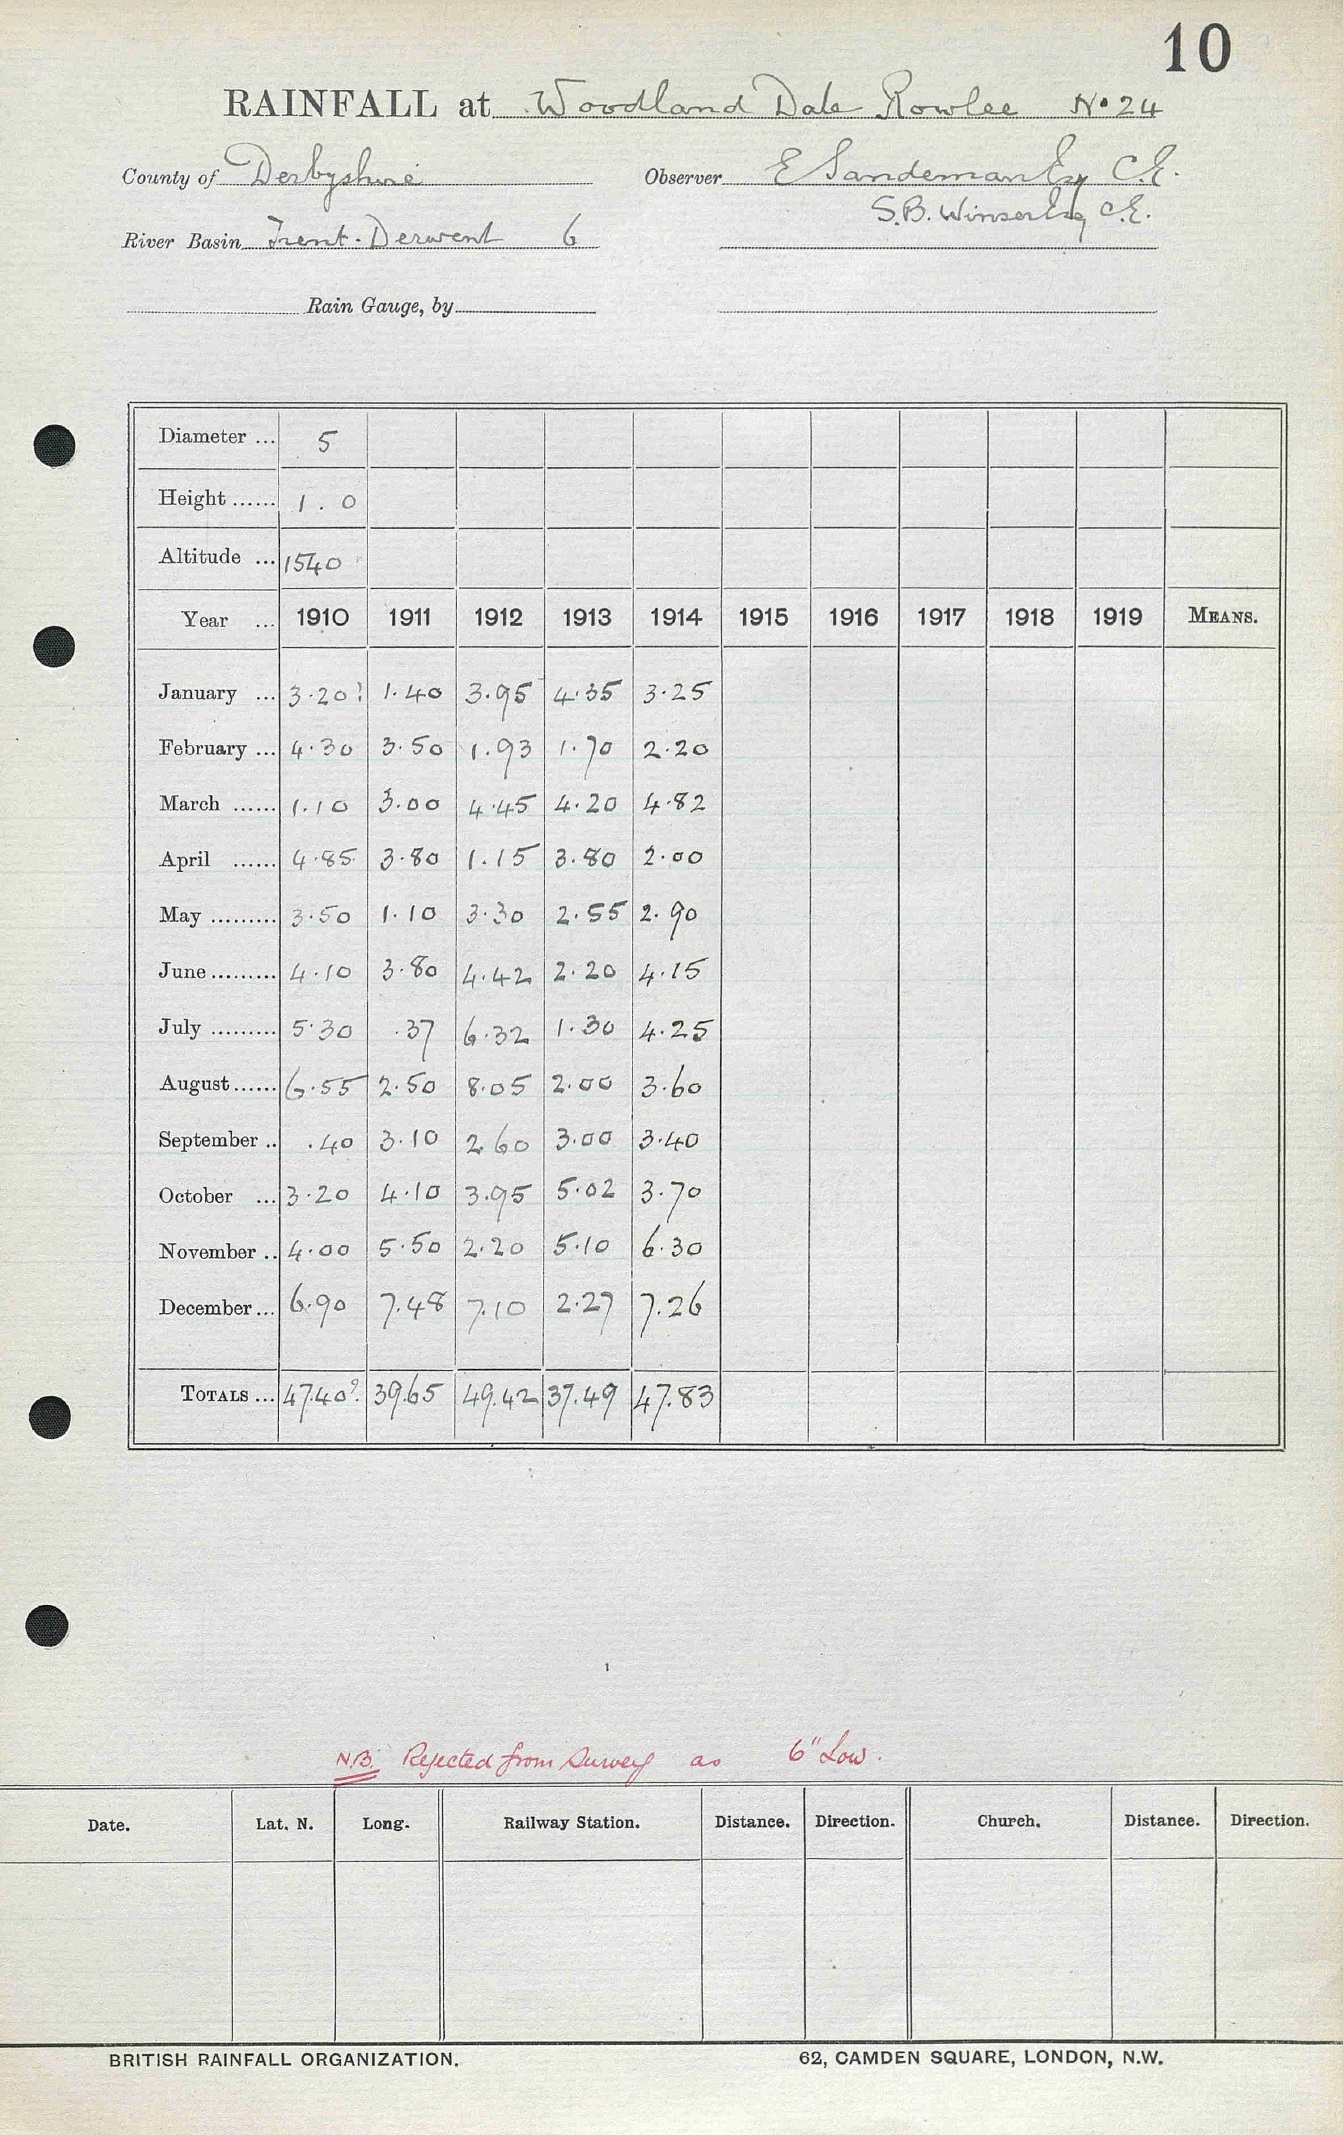 10
RAINFALL at Woodland Dale Rowlee No 24
County of Derbyshire Observer E Sandeman Esq C.E.
S.B. Winser Esq C.E.
River Basin Trent-Derwent 6
Rain Gauge, by
Diameter ... 5
Height ...... 1.0
Altitude ... 1540
Year ... 1910 1911 1912 1913 1914 1915 1916 1917 1918 1919 MEANS.
January ... 3.20? 1.40 3.95 4.35 3.25
February ... 4.30 3.50 1.93 1.70 2.20
March ...... 1.10 3.00 4.45 4.20 4.82
April ...... 4.85 3.80 1.15 3.80 2.00
May ......... 3.50 1.10 3.30 2.55 2.90
June ......... 4.10 3.80 4.42 2.20 4.15
July ......... 5.30 .37 6.32 1.30 4.25
August ...... 6.55 2.50 8.05 2.00 3.60
September .. .40 3.10 2.60 3.00 3.40
October ... 3.20 4.10 3.95 5.02 3.70
November .. 4.00 5.50 2.20 5.10 6.30
December ... 6.90 7.48 7.10 2.27 7.26
TOTALS ... 47.40?. 39.65 49.42 37.49 47.83
N.B. Rejected from Survey as 6" Low.
Date. Lat. N. Long. Railway Station. Distance. Direction. Church. Distance. Direction.
BRITISH RAINFALL ORGANIZATION. 62, CAMDEN SQUARE, LONDON, N.W.